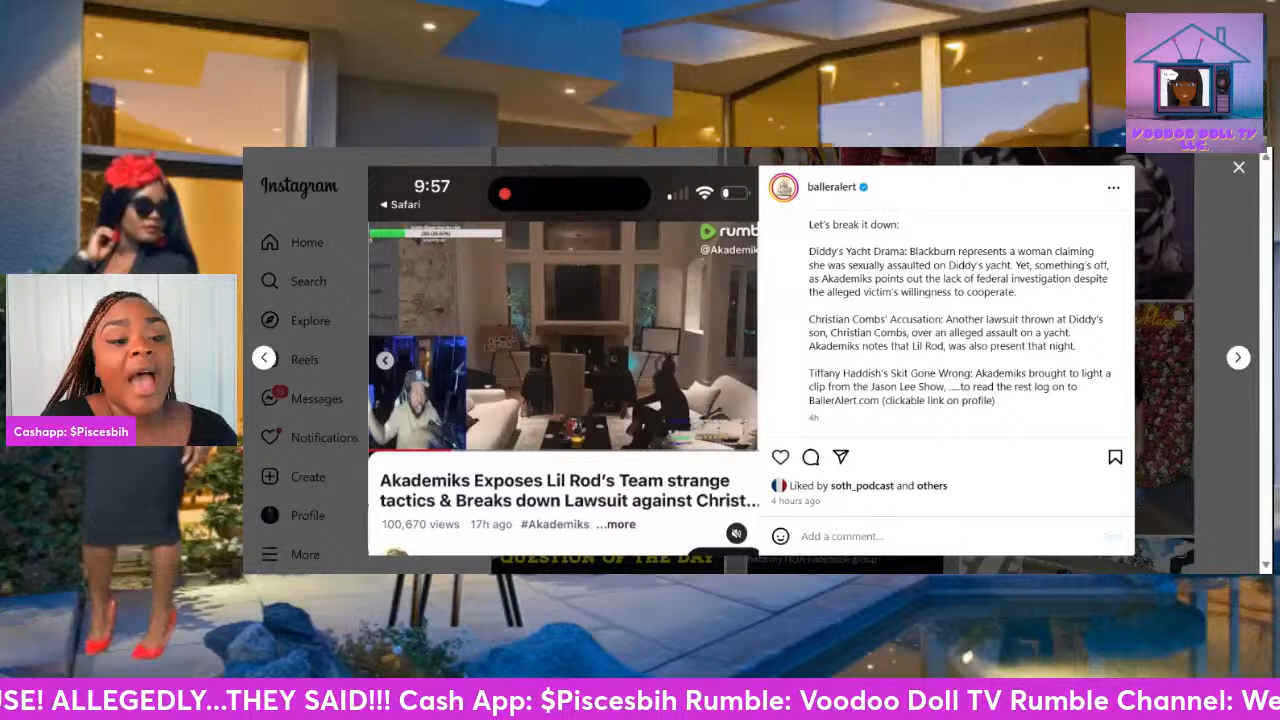 VOODOO DOLL TV
LLC.
Instagram
Home
Search
Explore
Reels
Messages
Notifications
Create
Profile
More
9:57
Safari
rumb
@Akademik
Akademiks Exposes Lil Rod's Team strange
tactics & Breaks down Lawsuit against Christ...
100,670 views 17h ago #Akademiks ...more
balleralert
Let's break it down:
Diddy's Yacht Drama: Blackburn represents a woman claiming
she was sexually assaulted on Diddy's yacht. Yet, something's off,
as Akademiks points out the lack of federal investigation despite
the alleged victim's willingness to cooperate.
Christian Combs' Accusation: Another lawsuit thrown at Diddy's
son, Christian Combs, over an alleged assault on a yacht.
Akademiks notes that Lil Rod, was also present that night.
Tiffany Haddish's Skit Gone Wrong: Akademiks brought to light a
clip from the Jason Lee Show, .....to read the rest log on to
BallerAlert.com (clickable link on profile)
4h
Liked by soth_podcast and others
4 hours ago
Add a comment...
QUESTION OF THE DAY
Cashapp: $Piscesbih
USE! ALLEGEDLY...THEY SAID!!! Cash App: $Piscesbih Rumble: Voodoo Doll TV Rumble Channel: We